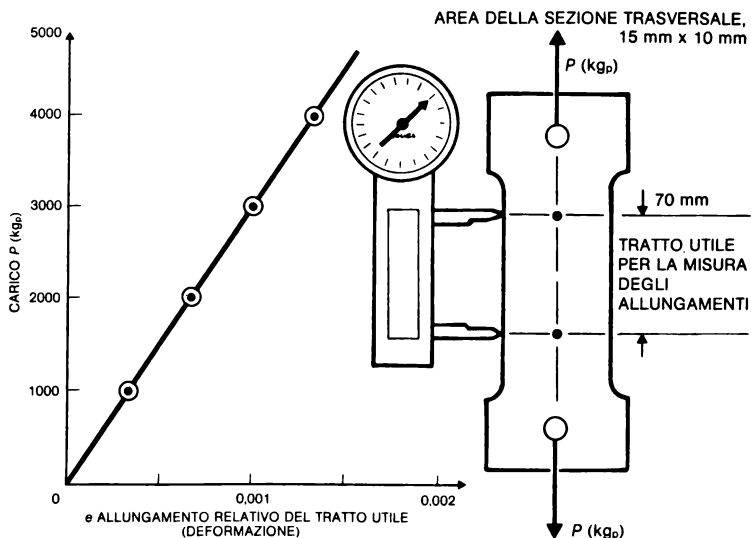 AREA DELLA SEZIONE TRASVERSALE,
15 mm x 10 mm
P (kgp)
5000
4000
3000
2000
1000
0
0,001
0.002
CARICO P (kgp)
e ALLUNGAMENTO RELATIVO DEL TRATTO UTILE
(DEFORMAZIONE)
70 mm
TRATTO UTILE
PER LA MISURA
DEGLI
ALLUNGAMENTI
P (kgp)